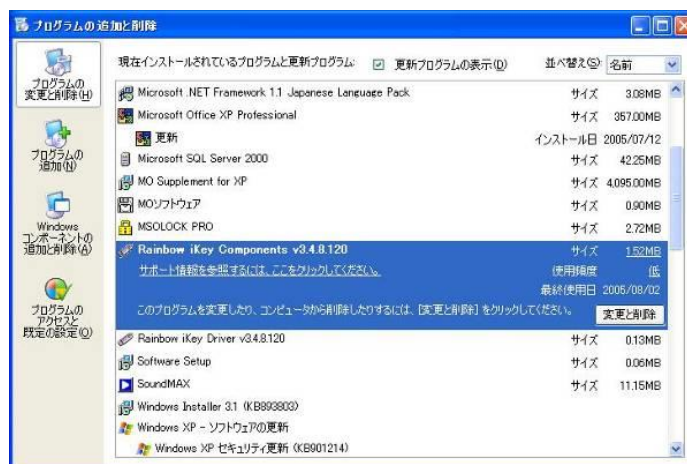 プログラムの追加と削除
現在インストールされているプログラムと更新プログラム:
更新プログラムの表示(D)
並べ替え(S): 名前
プログラムの
変更と削除(H)
プログラムの
追加(N)
Windows
コンポーネントの
追加と削除(A)
プログラムの
アクセスと
既定の設定(O)
Microsoft .NET Framework 1.1 Japanese Language Pack サイズ 3.08MB
Microsoft Office XP Professional サイズ 357.00MB
更新 インストール日 2005/07/12
Microsoft SQL Server 2000 サイズ 42.25MB
MO Supplement for XP サイズ 4,095.00MB
MOソフトウェア サイズ 0.90MB
MSOLOCK PRO サイズ 2.72MB
Rainbow iKey Components v3.4.8.120 サイズ 1.52MB
サポート情報を参照するには、ここをクリックしてください。 使用頻度 低
最終使用日 2005/08/02
このプログラムを変更したり、コンピュータから削除したりするには、[変更と削除] をクリックしてください。 変更と削除
Rainbow iKey Driver v3.4.8.120 サイズ 0.13MB
Software Setup サイズ 0.06MB
SoundMAX サイズ 11.15MB
Windows Installer 3.1 (KB893803)
Windows XP - ソフトウェアの更新
Windows XP セキュリティ更新 (KB901214)